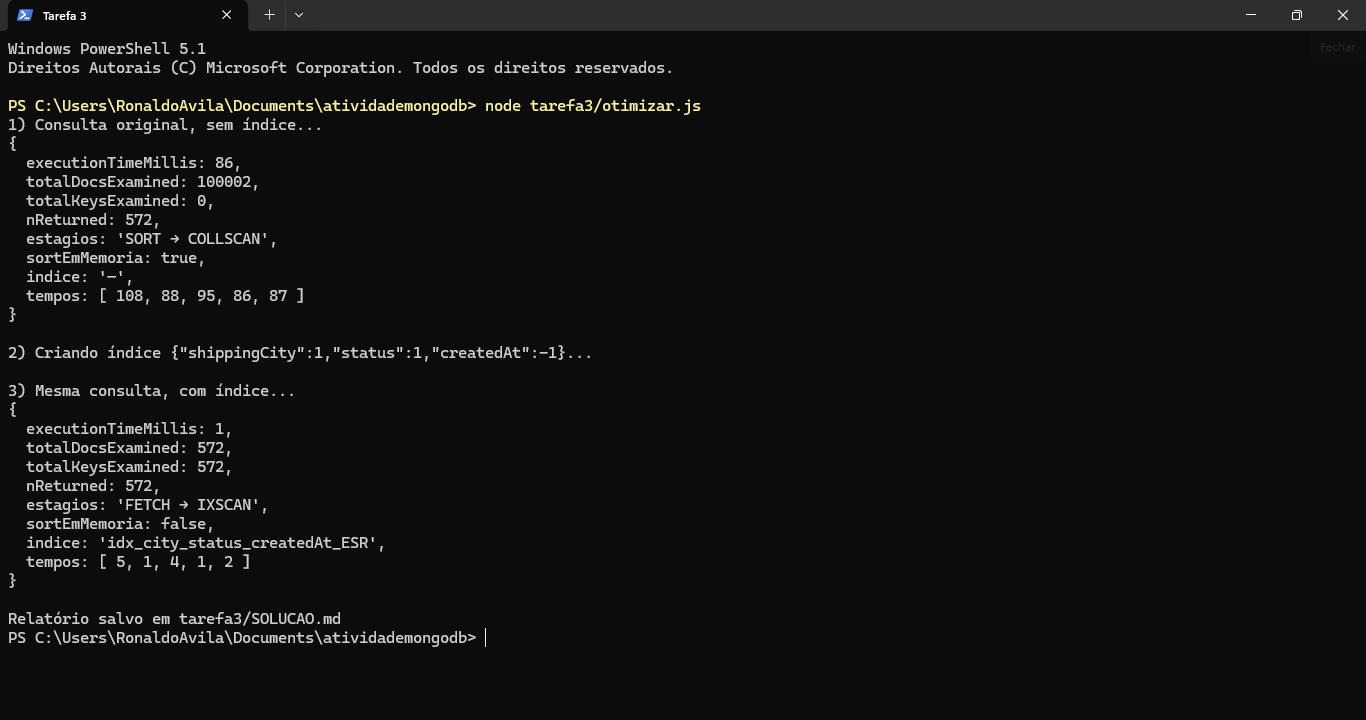 Tarefa 3
Fechar
Windows PowerShell 5.1
Direitos Autorais (C) Microsoft Corporation. Todos os direitos reservados.
PS C:\Users\RonaldoAvila\Documents\atividademongodb> node tarefa3/otimizar.js
1) Consulta original, sem índice...
{
  executionTimeMillis: 86,
  totalDocsExamined: 100002,
  totalKeysExamined: 0,
  nReturned: 572,
  estagios: 'SORT → COLLSCAN',
  sortEmMemoria: true,
  indice: '—',
  tempos: [ 108, 88, 95, 86, 87 ]
}
2) Criando índice {"shippingCity":1,"status":1,"createdAt":-1}...
3) Mesma consulta, com índice...
{
  executionTimeMillis: 1,
  totalDocsExamined: 572,
  totalKeysExamined: 572,
  nReturned: 572,
  estagios: 'FETCH → IXSCAN',
  sortEmMemoria: false,
  indice: 'idx_city_status_createdAt_ESR',
  tempos: [ 5, 1, 4, 1, 2 ]
}
Relatório salvo em tarefa3/SOLUCAO.md
PS C:\Users\RonaldoAvila\Documents\atividademongodb>